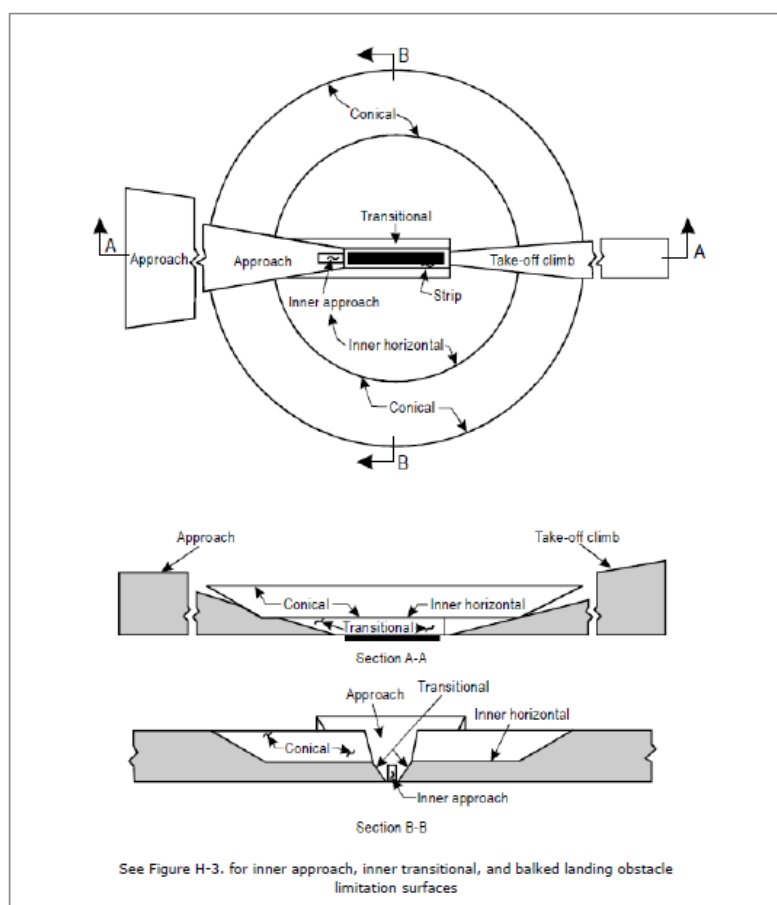 B
Conical
Transitional
A
Approach
Approach
Take-off climb
A
Inner approach
Strip
Inner horizontal
Conical
B
Approach
Take-off climb
Conical
Inner horizontal
Transitional
Section A-A
Transitional
Approach
Inner horizontal
Conical
Inner approach
Section B-B
See Figure H-3. for inner approach, inner transitional, and balked landing obstacle
limitation surfaces